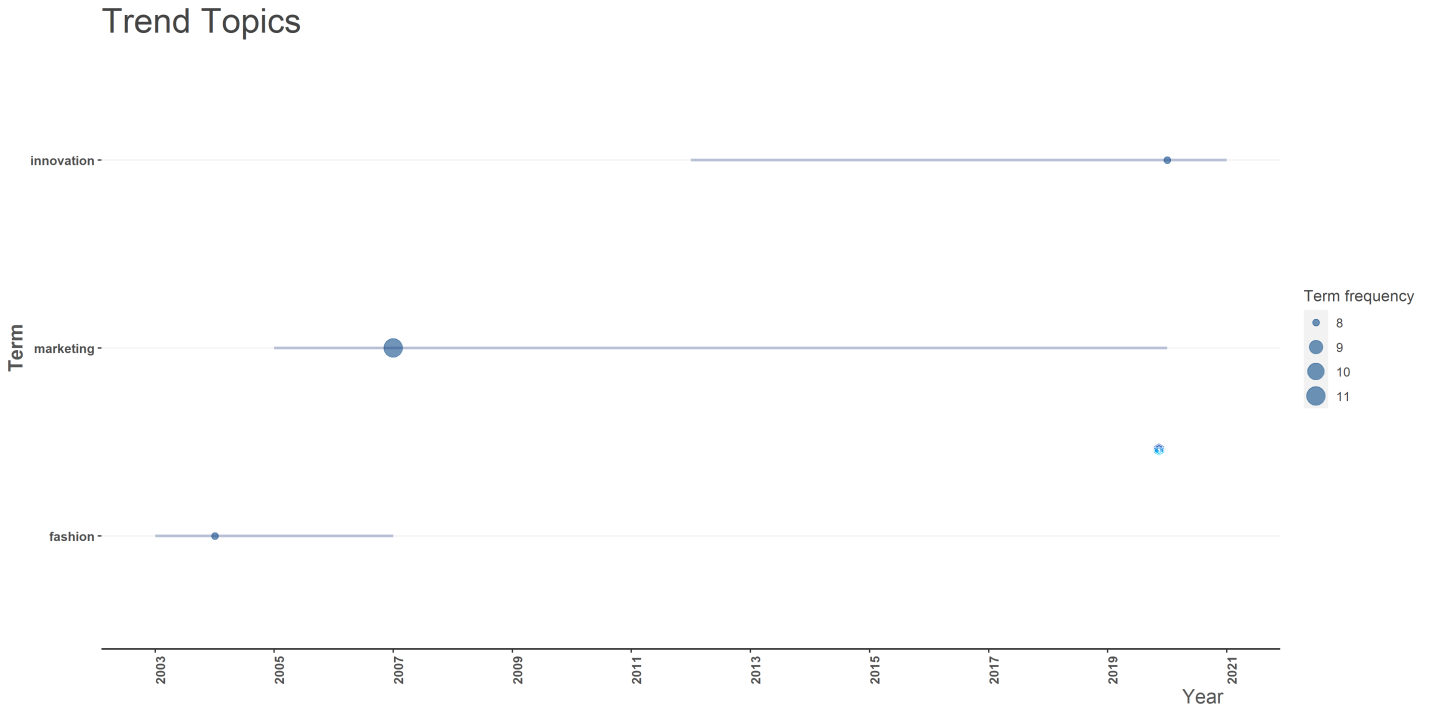 Trend Topics
innovation
marketing
fashion
Term
2003
2005
2007
2009
2011
2013
2015
2017
2019
2021
Year
Term frequency
8
9
10
11